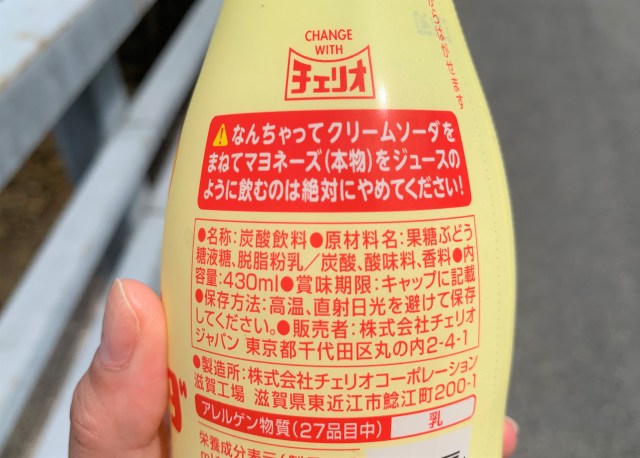 CHANGE
WITH
チェリオ
からはがせます
⚠なんちゃってクリームソーダを
まねてマヨネーズ(本物)をジュースの
ように飲むのは絶対にやめてください!
●名称:炭酸飲料●原材料名:果糖ぶどう
糖液糖、脱脂粉乳/炭酸、酸味料、香料●内
容量:430ml●賞味期限:キャップに記載
●保存方法:高温、直射日光を避けて保存
してください。●販売者:株式会社チェリオ
ジャパン 東京都千代田区丸の内2-4-1
●製造所:株式会社チェリオコーポレーション
滋賀工場 滋賀県東近江市鯰江町200-1
アレルゲン物質(27品目中) 乳
栄養成分表示